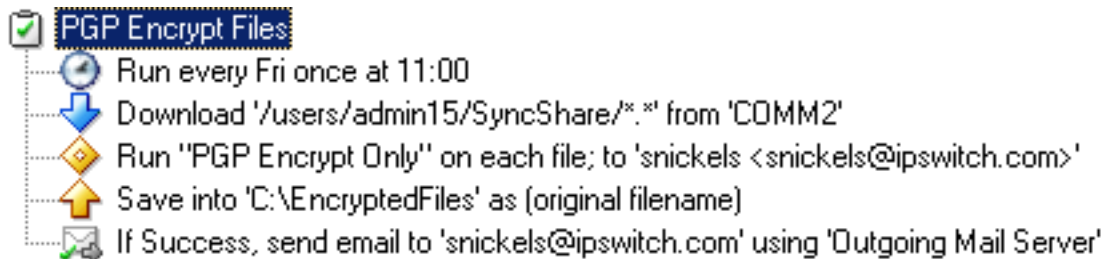 PGP Encrypt Files
Run every Fri once at 11:00
Download '/users/admin15/SyncShare/*.*' from 'COMM2'
Run "PGP Encrypt Only" on each file; to 'snickels <snickels@ipswitch.com>'
Save into 'C:\EncryptedFiles' as (original filename)
If Success, send email to 'snickels@ipswitch.com' using 'Outgoing Mail Server'